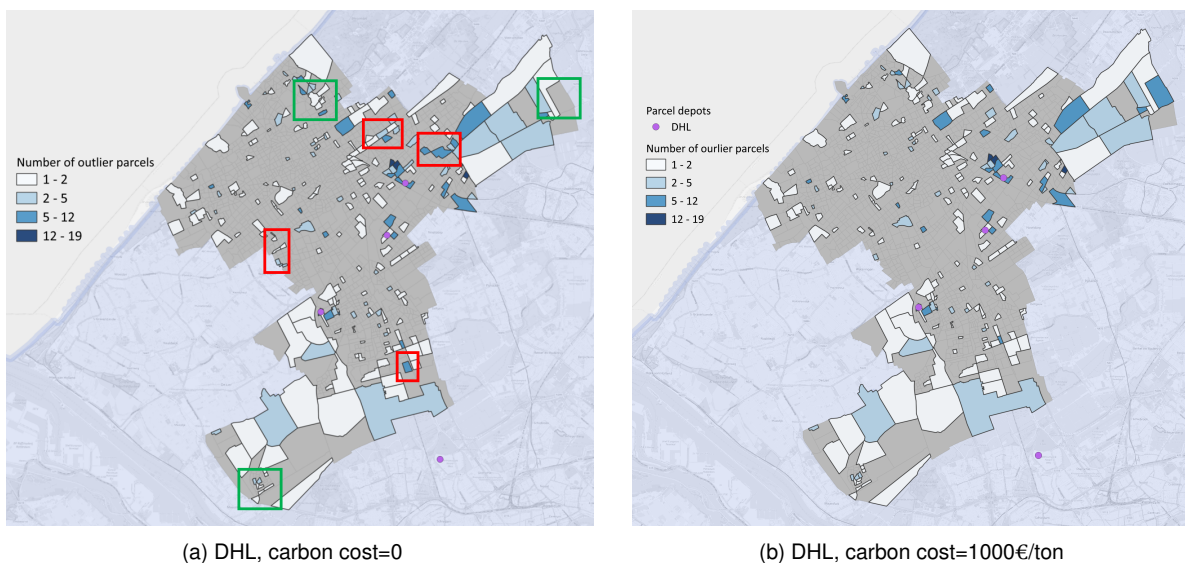 Number of outlier parcels
1 - 2
2 - 5
5 - 12
12 - 19
Parcel depots
DHL
Number of outlier parcels
1 - 2
2 - 5
5 - 12
12 - 19
(a) DHL, carbon cost=0
(b) DHL, carbon cost=1000€/ton